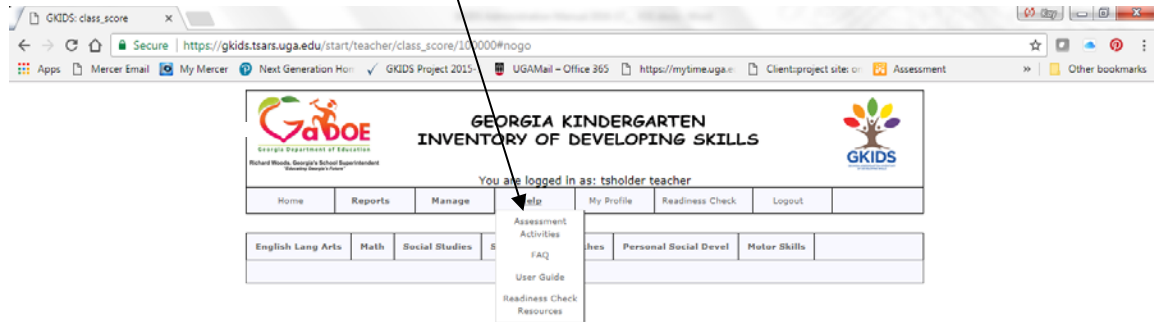 GKIDS: class_score
Secure | https://gkids.tsars.uga.edu/start/teacher/class_score/100000#nogo
Apps Mercer Email My Mercer Next Generation Hon GKIDS Project 2015- UGAMail – Office 365 https://mytime.uga.e Client:project site: or Assessment » Other bookmarks
GaDOE
Georgia Department of Education
Richard Woods, Georgia's School Superintendent
"Educating Georgia's Future"
GEORGIA KINDERGARTEN
INVENTORY OF DEVELOPING SKILLS
GKIDS
You are logged in as: tsholder teacher
Home Reports Manage Help My Profile Readiness Check Logout
Assessment
Activities
FAQ
User Guide
Readiness Check
Resources
English Lang Arts Math Social Studies Personal Social Devel Motor Skills